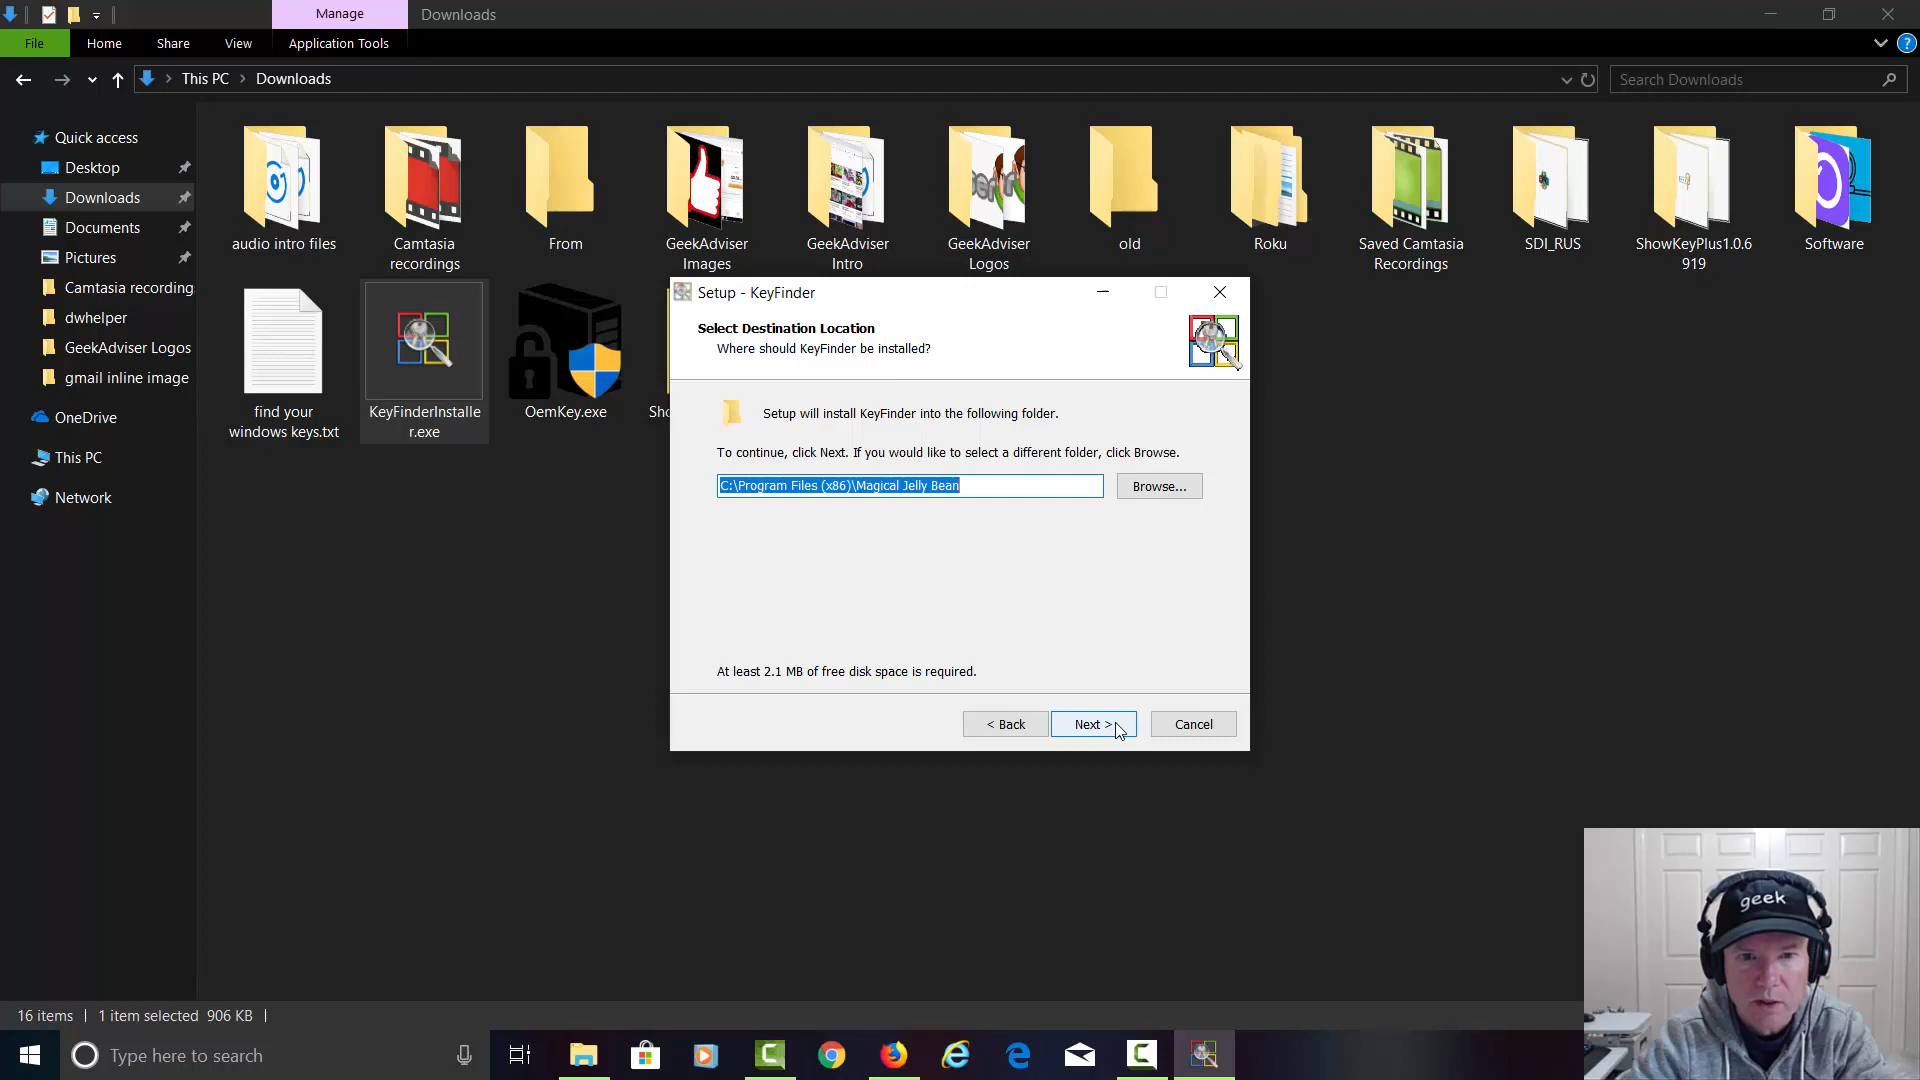 Manage
Downloads
File
Home
Share
View
Application Tools
This PC
Downloads
Search Downloads
Quick access
Desktop
Downloads
Documents
Pictures
Camtasia recording
dwhelper
GeekAdviser Logos
gmail inline image
OneDrive
This PC
Network
audio intro files
Camtasia
recordings
From
GeekAdviser
Images
GeekAdviser
Intro
GeekAdviser
Logos
old
Roku
Saved Camtasia
Recordings
SDI_RUS
ShowKeyPlus1.0.6
919
Software
find your
windows keys.txt
KeyFinderInstalle
r.exe
OemKey.exe
Sho
Setup - KeyFinder
Select Destination Location
Where should KeyFinder be installed?
Setup will install KeyFinder into the following folder.
To continue, click Next. If you would like to select a different folder, click Browse.
C:\Program Files (x86)\Magical Jelly Bean
Browse...
At least 2.1 MB of free disk space is required.
< Back
Next >
Cancel
16 items
1 item selected 906 KB
Type here to search
geek